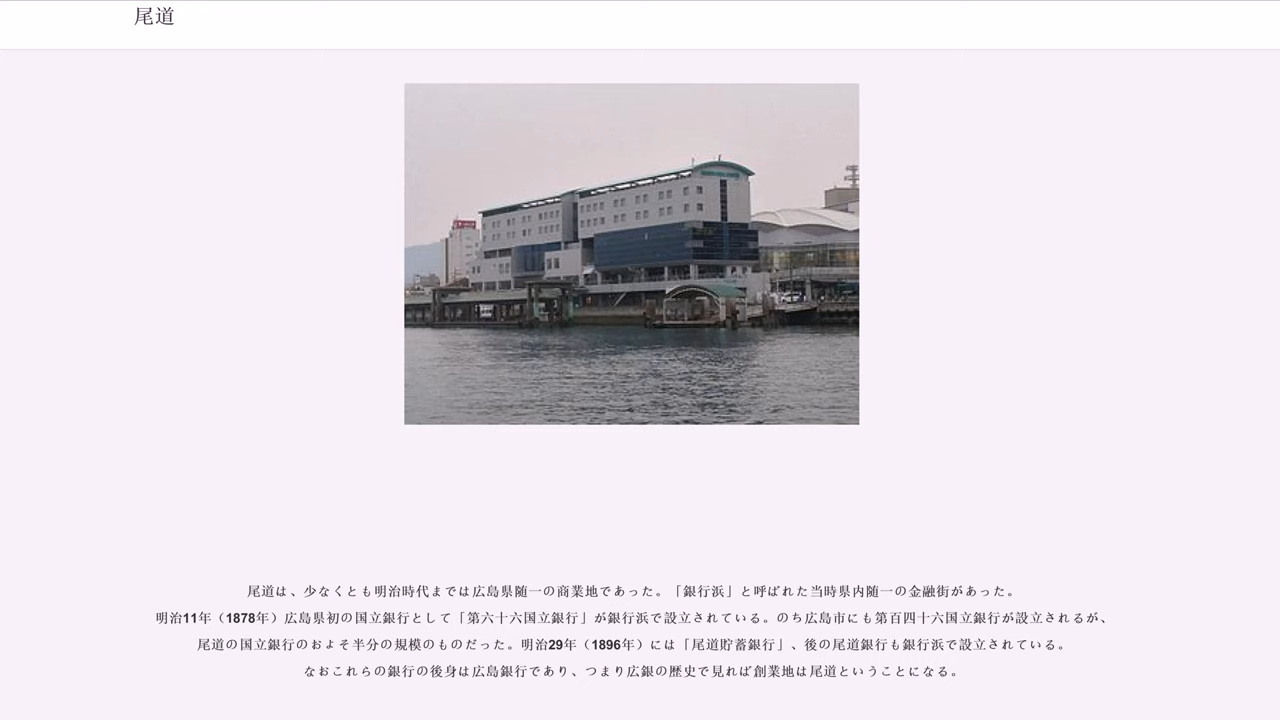 尾道
尾道は、少なくとも明治時代までは広島県随一の商業地であった。「銀行浜」と呼ばれた当時県内随一の金融街があった。
明治11年（1878年）広島県初の国立銀行として「第六十六国立銀行」が銀行浜で設立されている。のち広島市にも第百四十六国立銀行が設立されるが、
尾道の国立銀行のおよそ半分の規模のものだった。明治29年（1896年）には「尾道貯蓄銀行」、後の尾道銀行も銀行浜で設立されている。
なおこれらの銀行の後身は広島銀行であり、つまり広銀の歴史で見れば創業地は尾道ということになる。